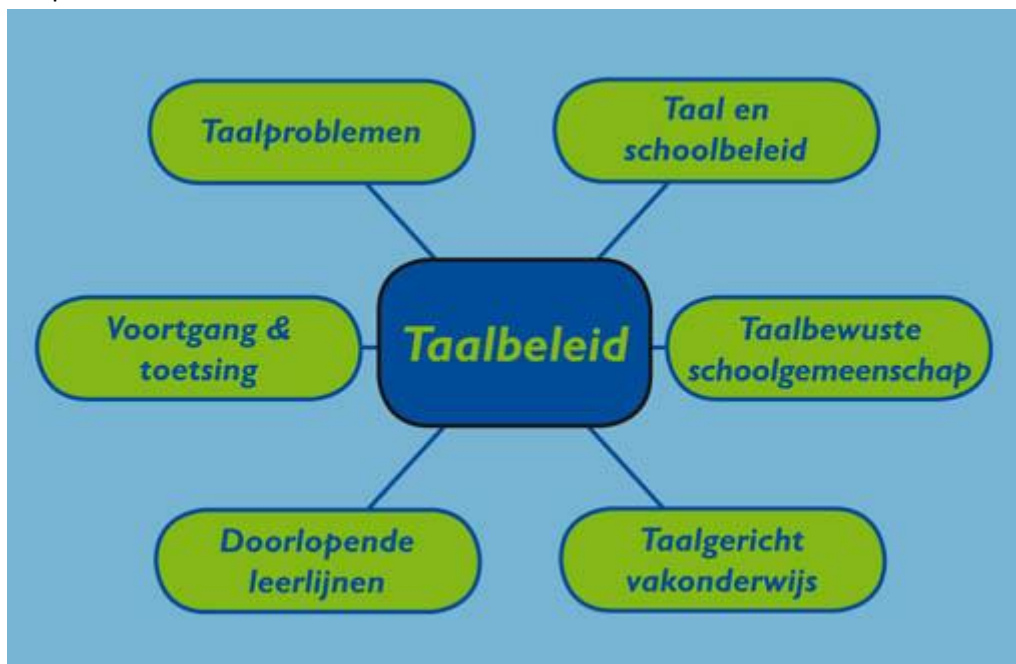 Taalproblemen
Taal en
schoolbeleid
Voortgang &
toetsing
Taalbeleid
Taalbewuste
schoolgemeenschap
Doorlopende
leerlijnen
Taalgericht
vakonderwijs